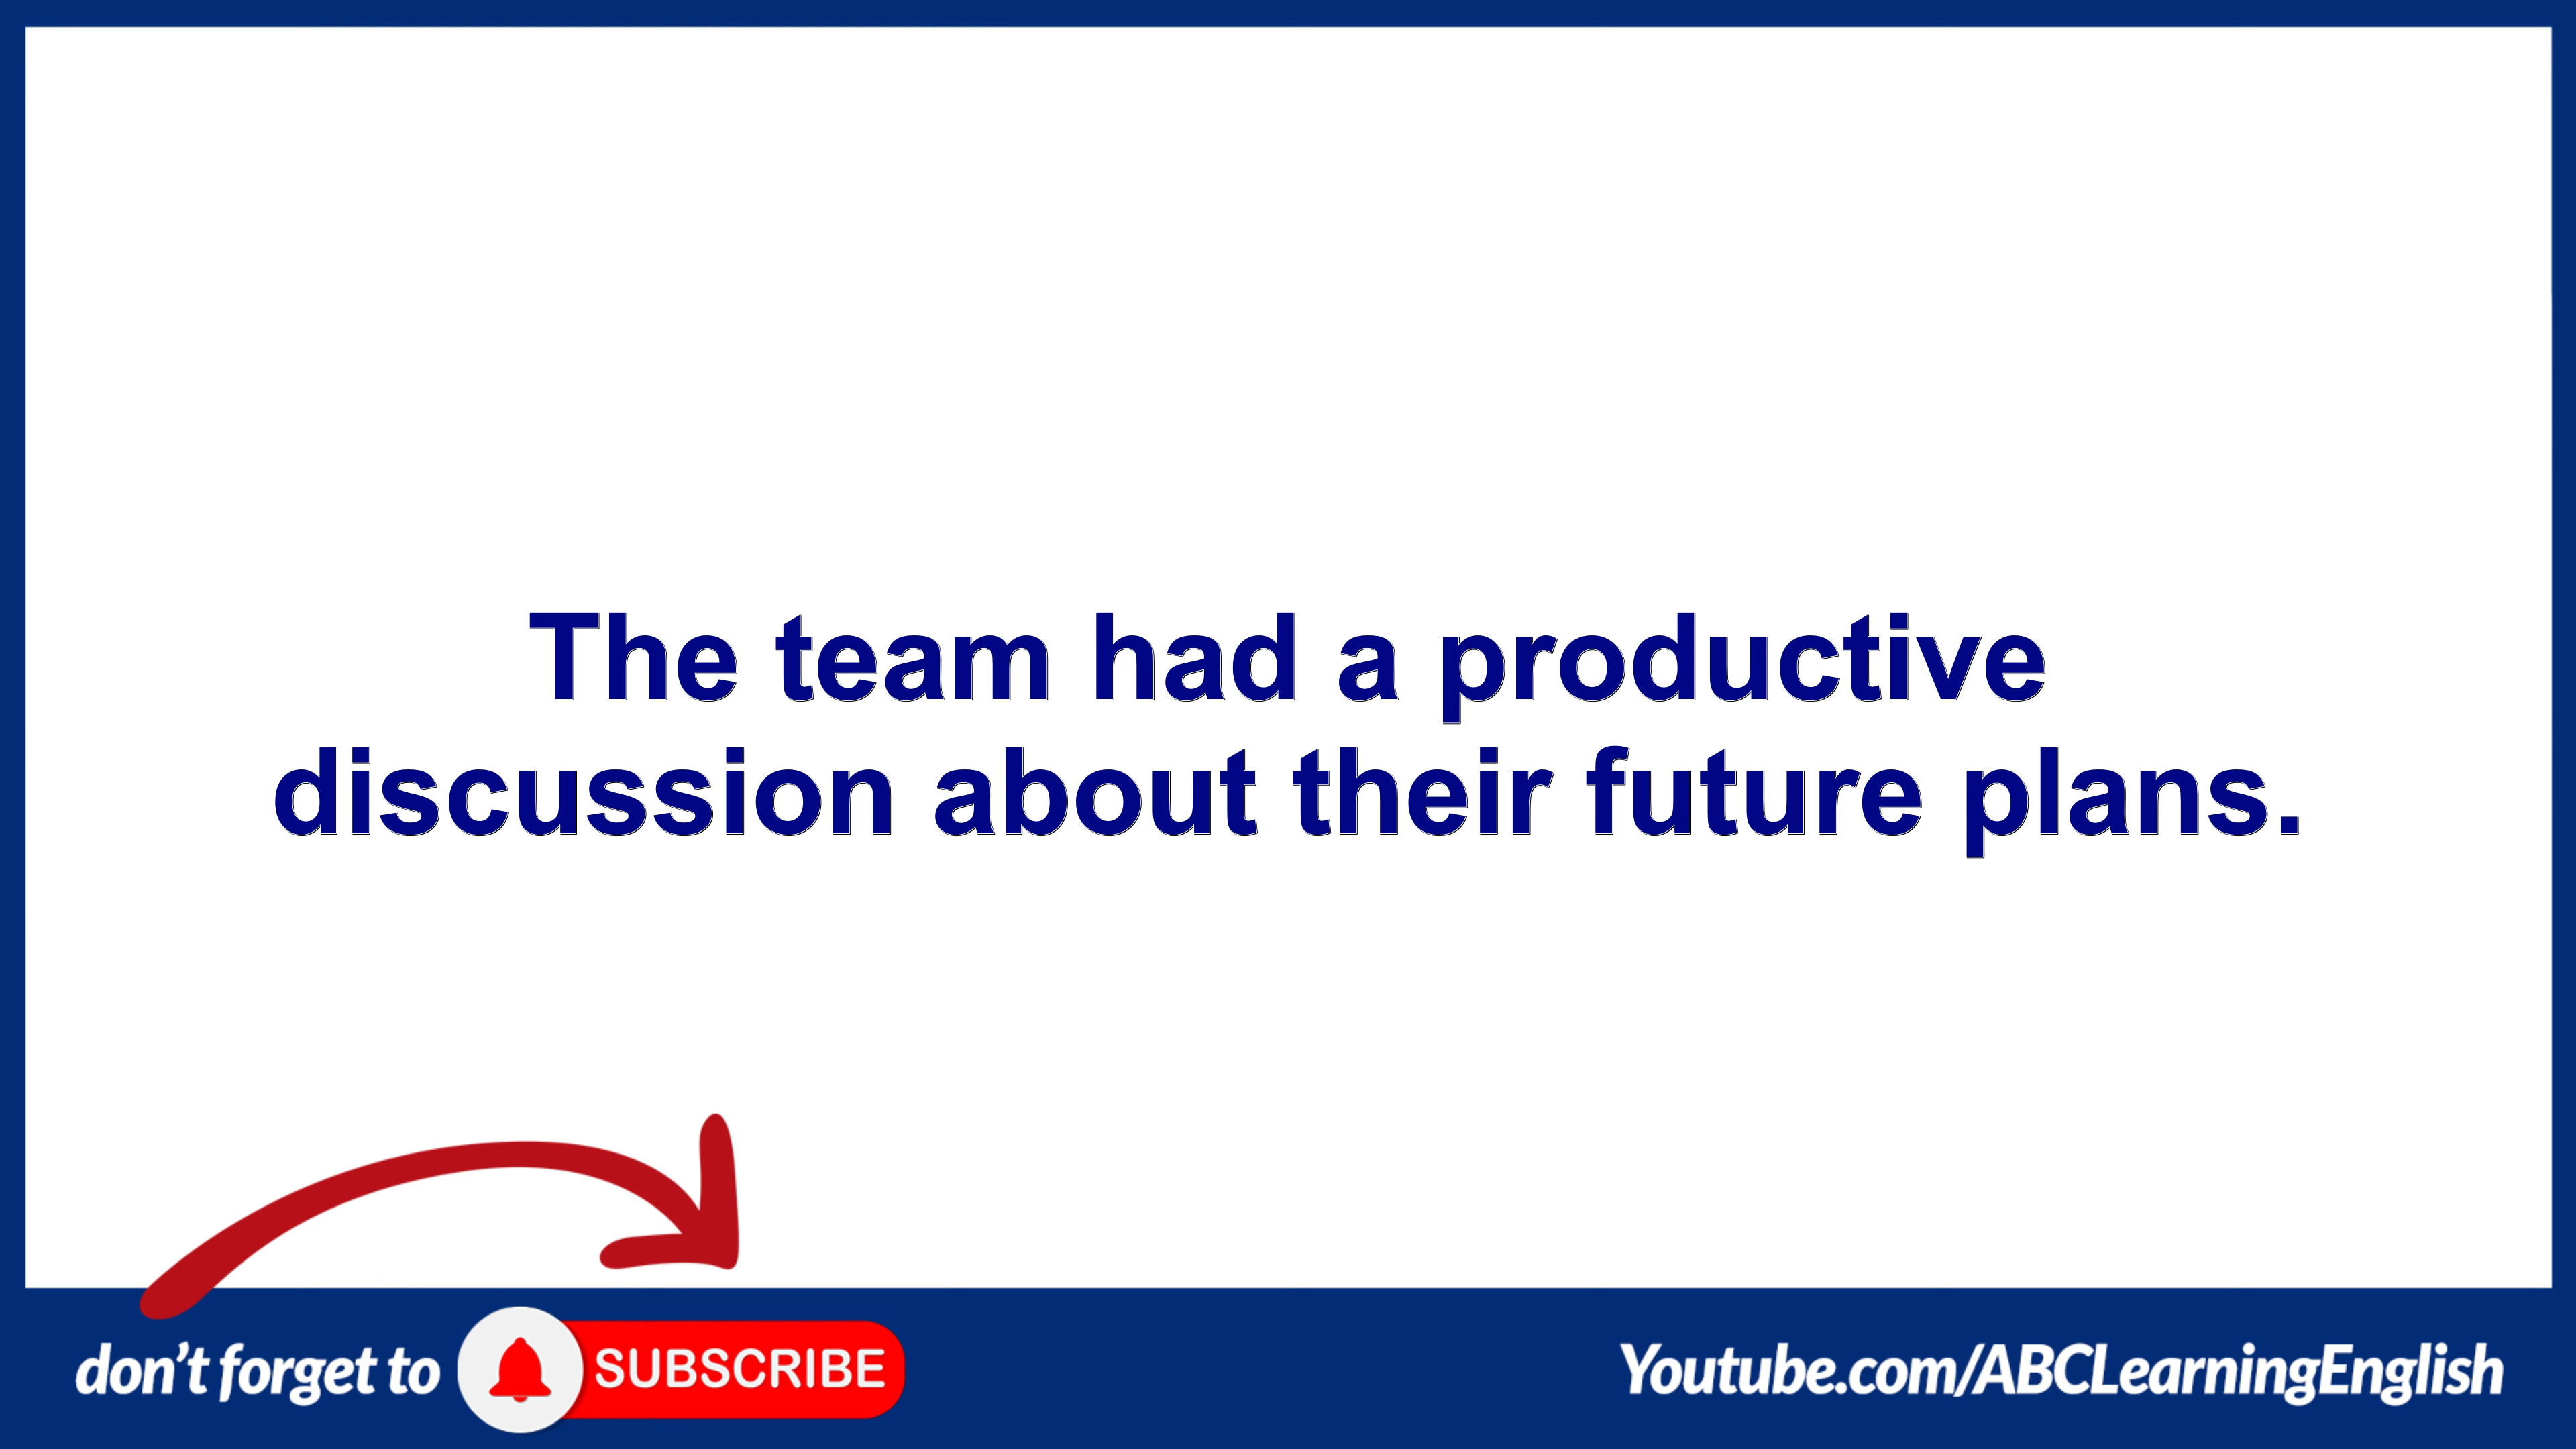 The team had a productive
discussion about their future plans.
don't forget to SUBSCRIBE
Youtube.com/ABCLearningEnglish